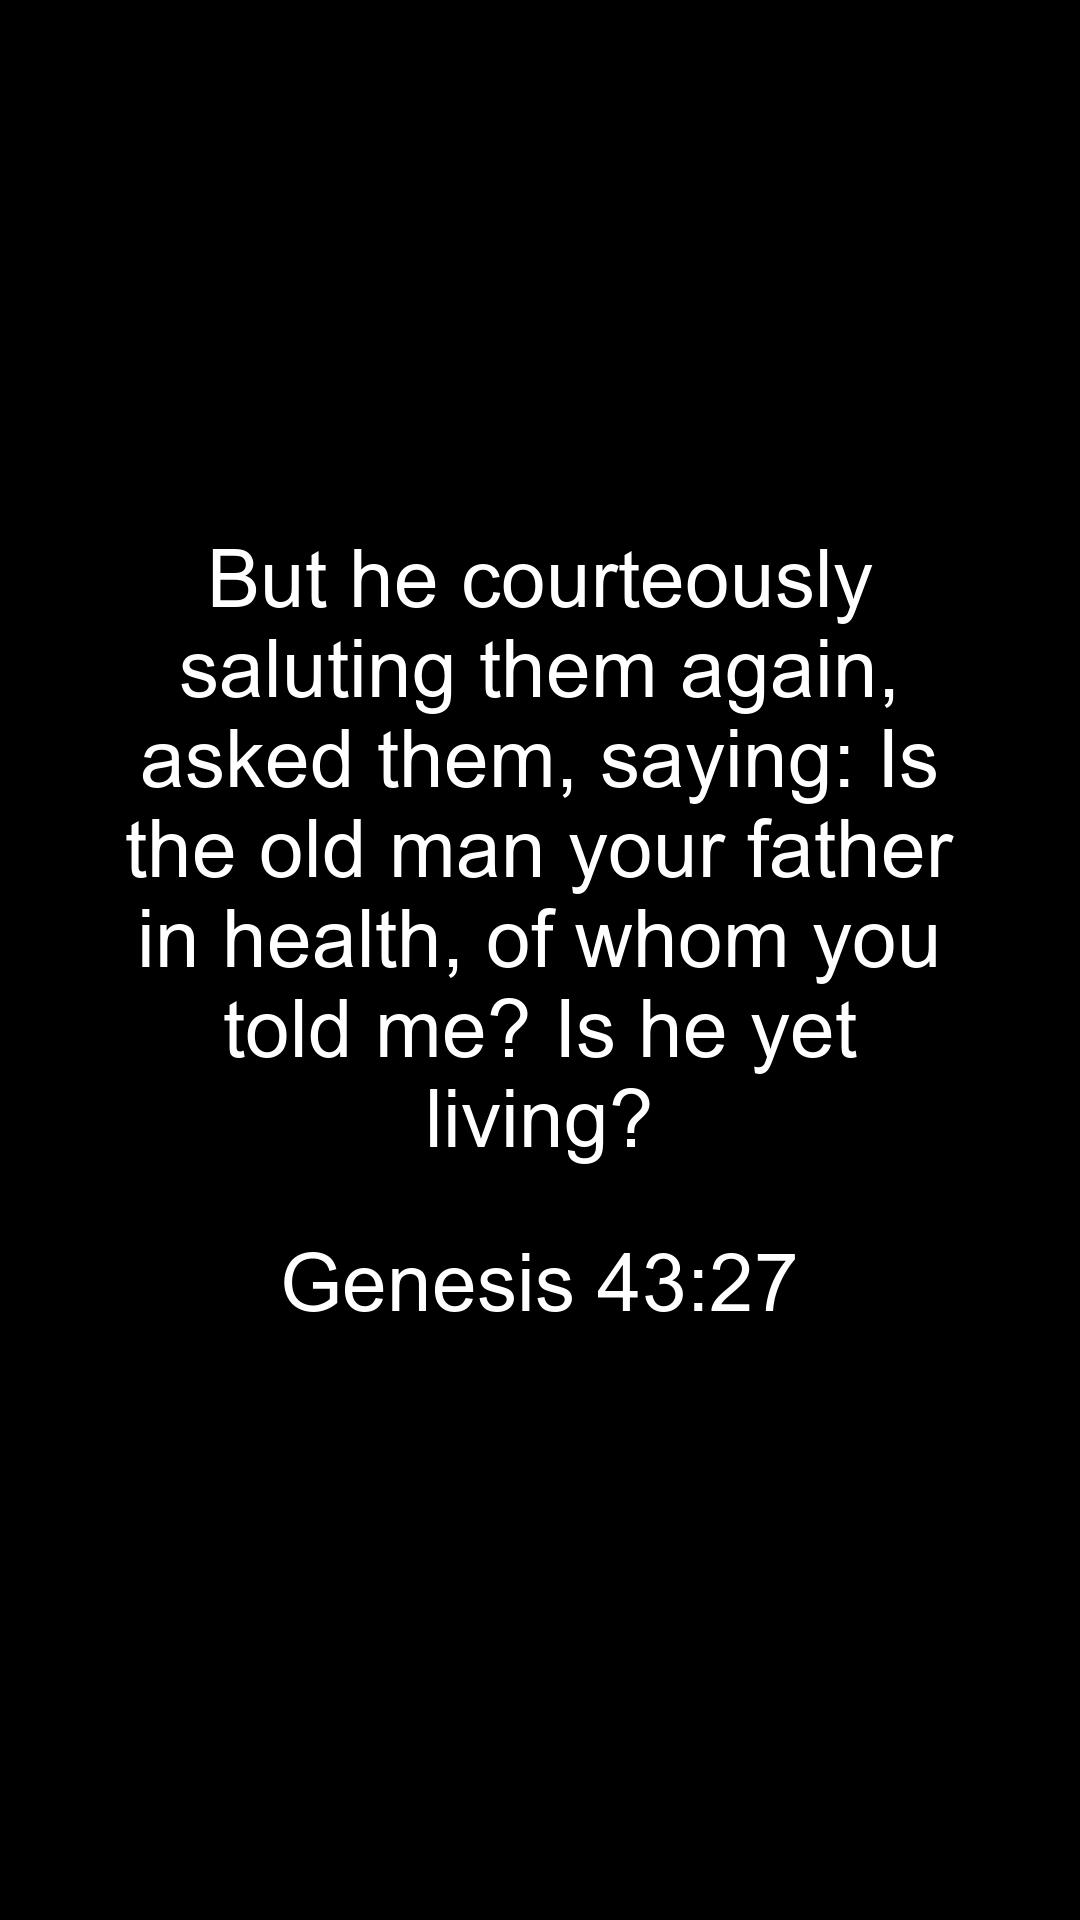 But he courteously
saluting them again,
asked them, saying: Is
the old man your father
in health, of whom you
told me? Is he yet
living?
Genesis 43:27